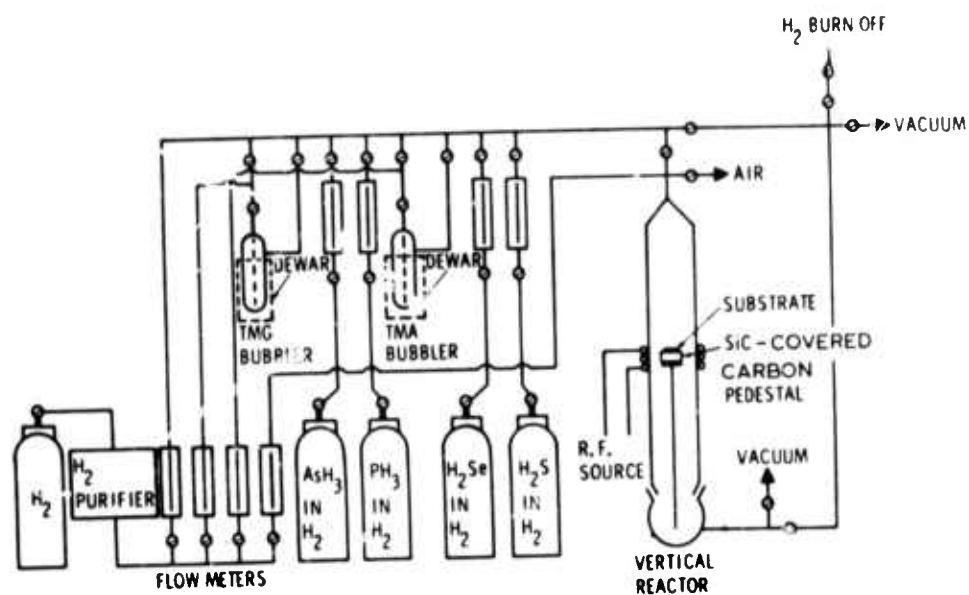 H2 BURN OFF
VACUUM
AIR
DEWAR
DEWAR
TMG
TMA
BUBBLER
SUBSTRATE
SiC-COVERED
CARBON
PEDESTAL
R.F.
SOURCE
VACUUM
H2
H2
PURIFIER
AsH3
IN
H2
PH3
IN
H2
H2Se
IN
H2
H2S
IN
H2
FLOW METERS
VERTICAL
REACTOR